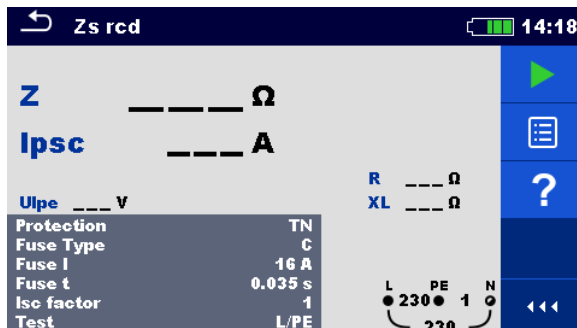 Zs rcd 14:18
Z ___ Ω
Ipsc ___ A
R ___ Ω
Ulpe ___ V XL ___ Ω
?
Protection TN
Fuse Type C
Fuse I 16 A
Fuse t 0.035 s
Isc factor 1
Test L/PE
L PE N
230 1
230